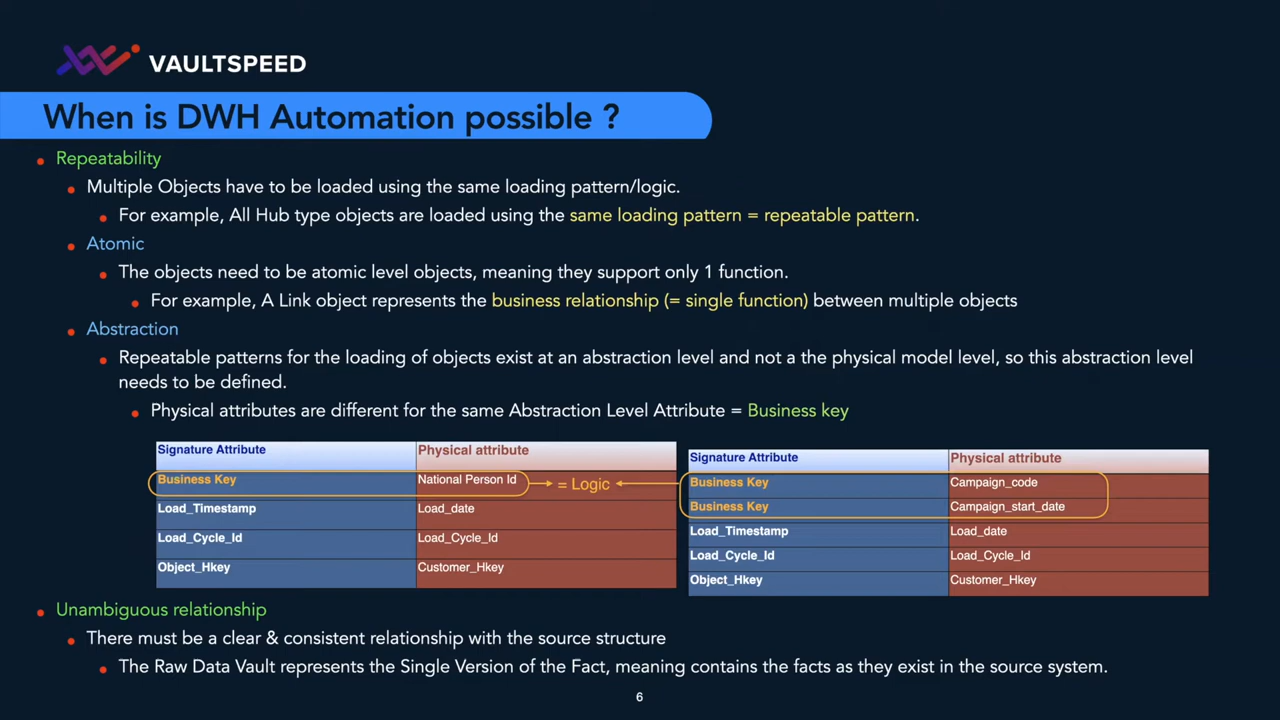 VAULTSPEED
When is DWH Automation possible ?
Repeatability
Multiple Objects have to be loaded using the same loading pattern/logic.
For example, All Hub type objects are loaded using the same loading pattern = repeatable pattern.
Atomic
The objects need to be atomic level objects, meaning they support only 1 function.
For example, A Link object represents the business relationship (= single function) between multiple objects
Abstraction
Repeatable patterns for the loading of objects exist at an abstraction level and not a the physical model level, so this abstraction level
needs to be defined.
Physical attributes are different for the same Abstraction Level Attribute = Business key
Signature Attribute Physical attribute
Business Key National Person Id
Load_Timestamp Load_date
Load_Cycle_Id Load_Cycle_Id
Object_Hkey Customer_Hkey
= Logic
Signature Attribute Physical attribute
Business Key Campaign_code
Business Key Campaign_start_date
Load_Timestamp Load_date
Load_Cycle_Id Load_Cycle_Id
Object_Hkey Customer_Hkey
Unambiguous relationship
There must be a clear & consistent relationship with the source structure
The Raw Data Vault represents the Single Version of the Fact, meaning contains the facts as they exist in the source system.
6